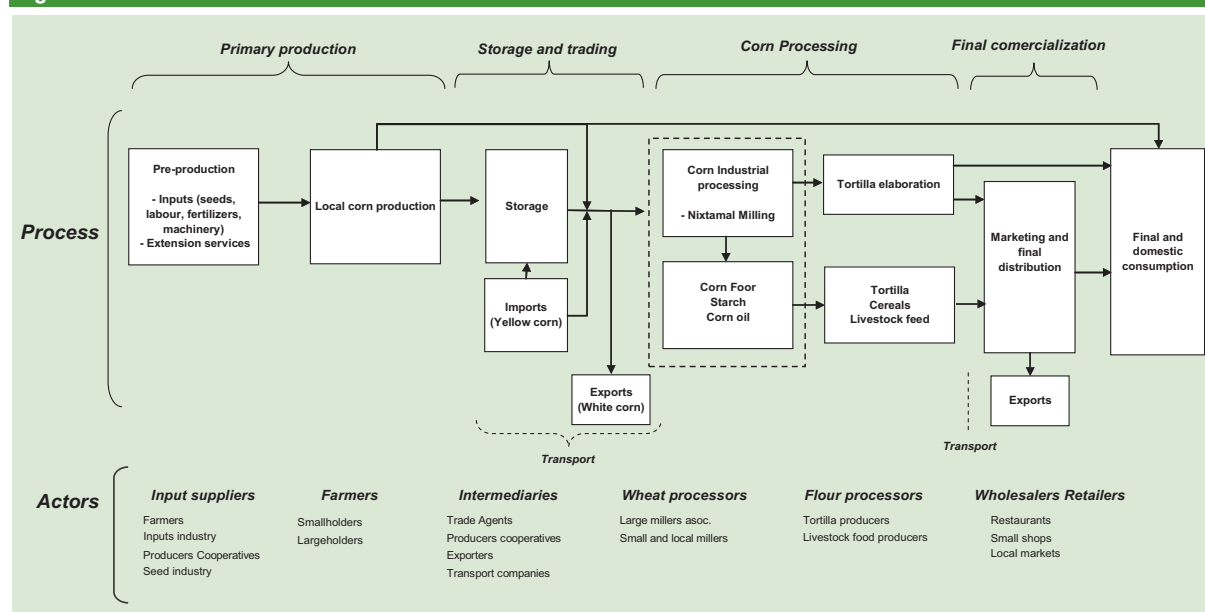 Primary production
Storage and trading
Corn Processing
Final comercialization
Process
Pre-production
- Inputs (seeds,
labour, fertilizers,
machinery)
- Extension services
Local corn production
Storage
Imports
(Yellow corn)
Exports
(White corn)
Transport
Corn Industrial
processing
- Nixtamal Milling
Corn Foor
Starch
Corn oil
Tortilla elaboration
Tortilla
Cereals
Livestock feed
Marketing and
final
distribution
Exports
Transport
Final and
domestic
consumption
Actors
Input suppliers
Farmers
Inputs industry
Producers Cooperatives
Seed industry
Farmers
Smallholders
Largeholders
Intermediaries
Trade Agents
Producers cooperatives
Exporters
Transport companies
Wheat processors
Large millers asoc.
Small and local millers
Flour processors
Tortilla producers
Livestock food producers
Wholesalers Retailers
Restaurants
Small shops
Local markets